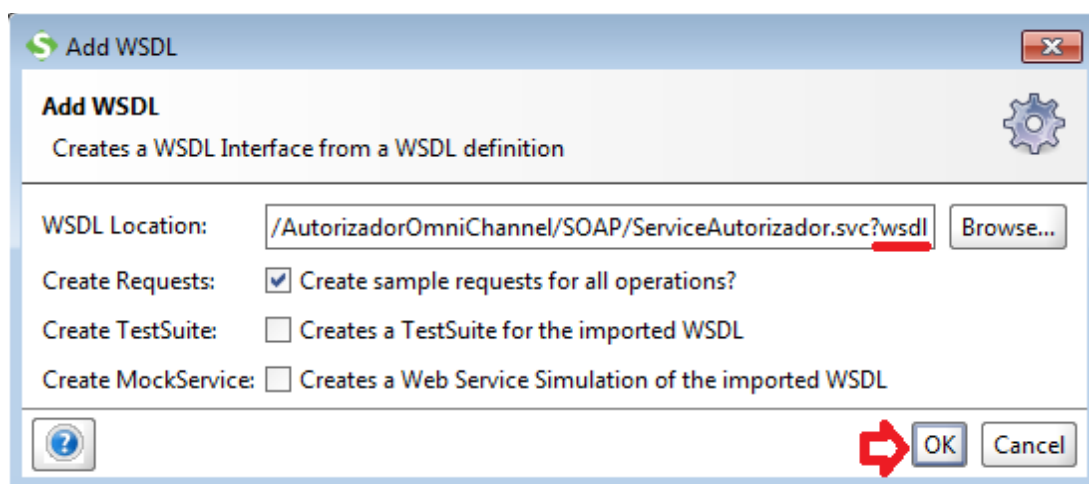 Add WSDL
Add WSDL
Creates a WSDL Interface from a WSDL definition
WSDL Location: /AutorizadorOmniChannel/SOAP/ServiceAutorizador.svc?wsdl Browse...
Create Requests: Create sample requests for all operations?
Create TestSuite: Creates a TestSuite for the imported WSDL
Create MockService: Creates a Web Service Simulation of the imported WSDL
? OK Cancel